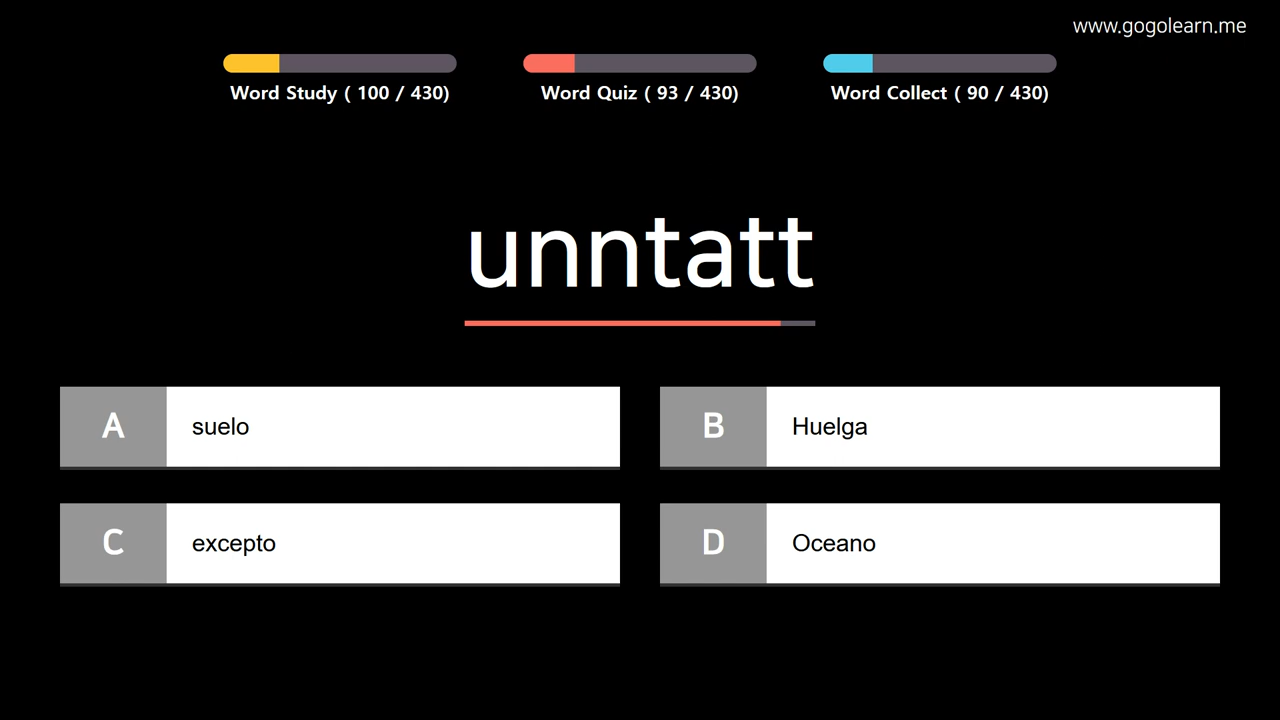 www.gogolearn.me
Word Study ( 100 / 430)
Word Quiz ( 93 / 430)
Word Collect ( 90 / 430)
unntatt
A suelo
B Huelga
C excepto
D Oceano